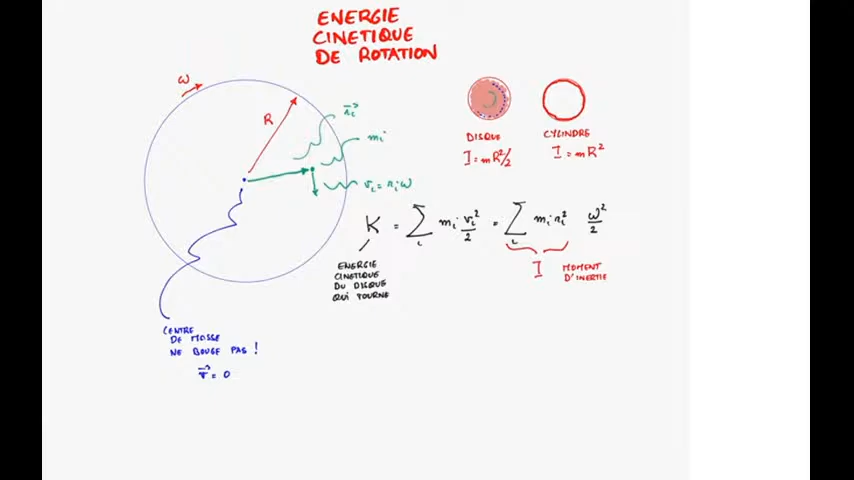 ENERGIE
CINETIQUE
DE ROTATION
ω
R
r⃗ᵢ
mᵢ
vᵢ = rᵢω
DISQUE
I = mR²/2
CYLINDRE
I = mR²
K = ∑ᵢ mᵢ vᵢ²/2 = ∑ᵢ mᵢ rᵢ² ω²/2
I MOMENT
D'INERTIE
ENERGIE
CINETIQUE
DU DISQUE
QUI TOURNE
CENTRE
DE MASSE
NE BOUGE PAS !
v⃗ = 0